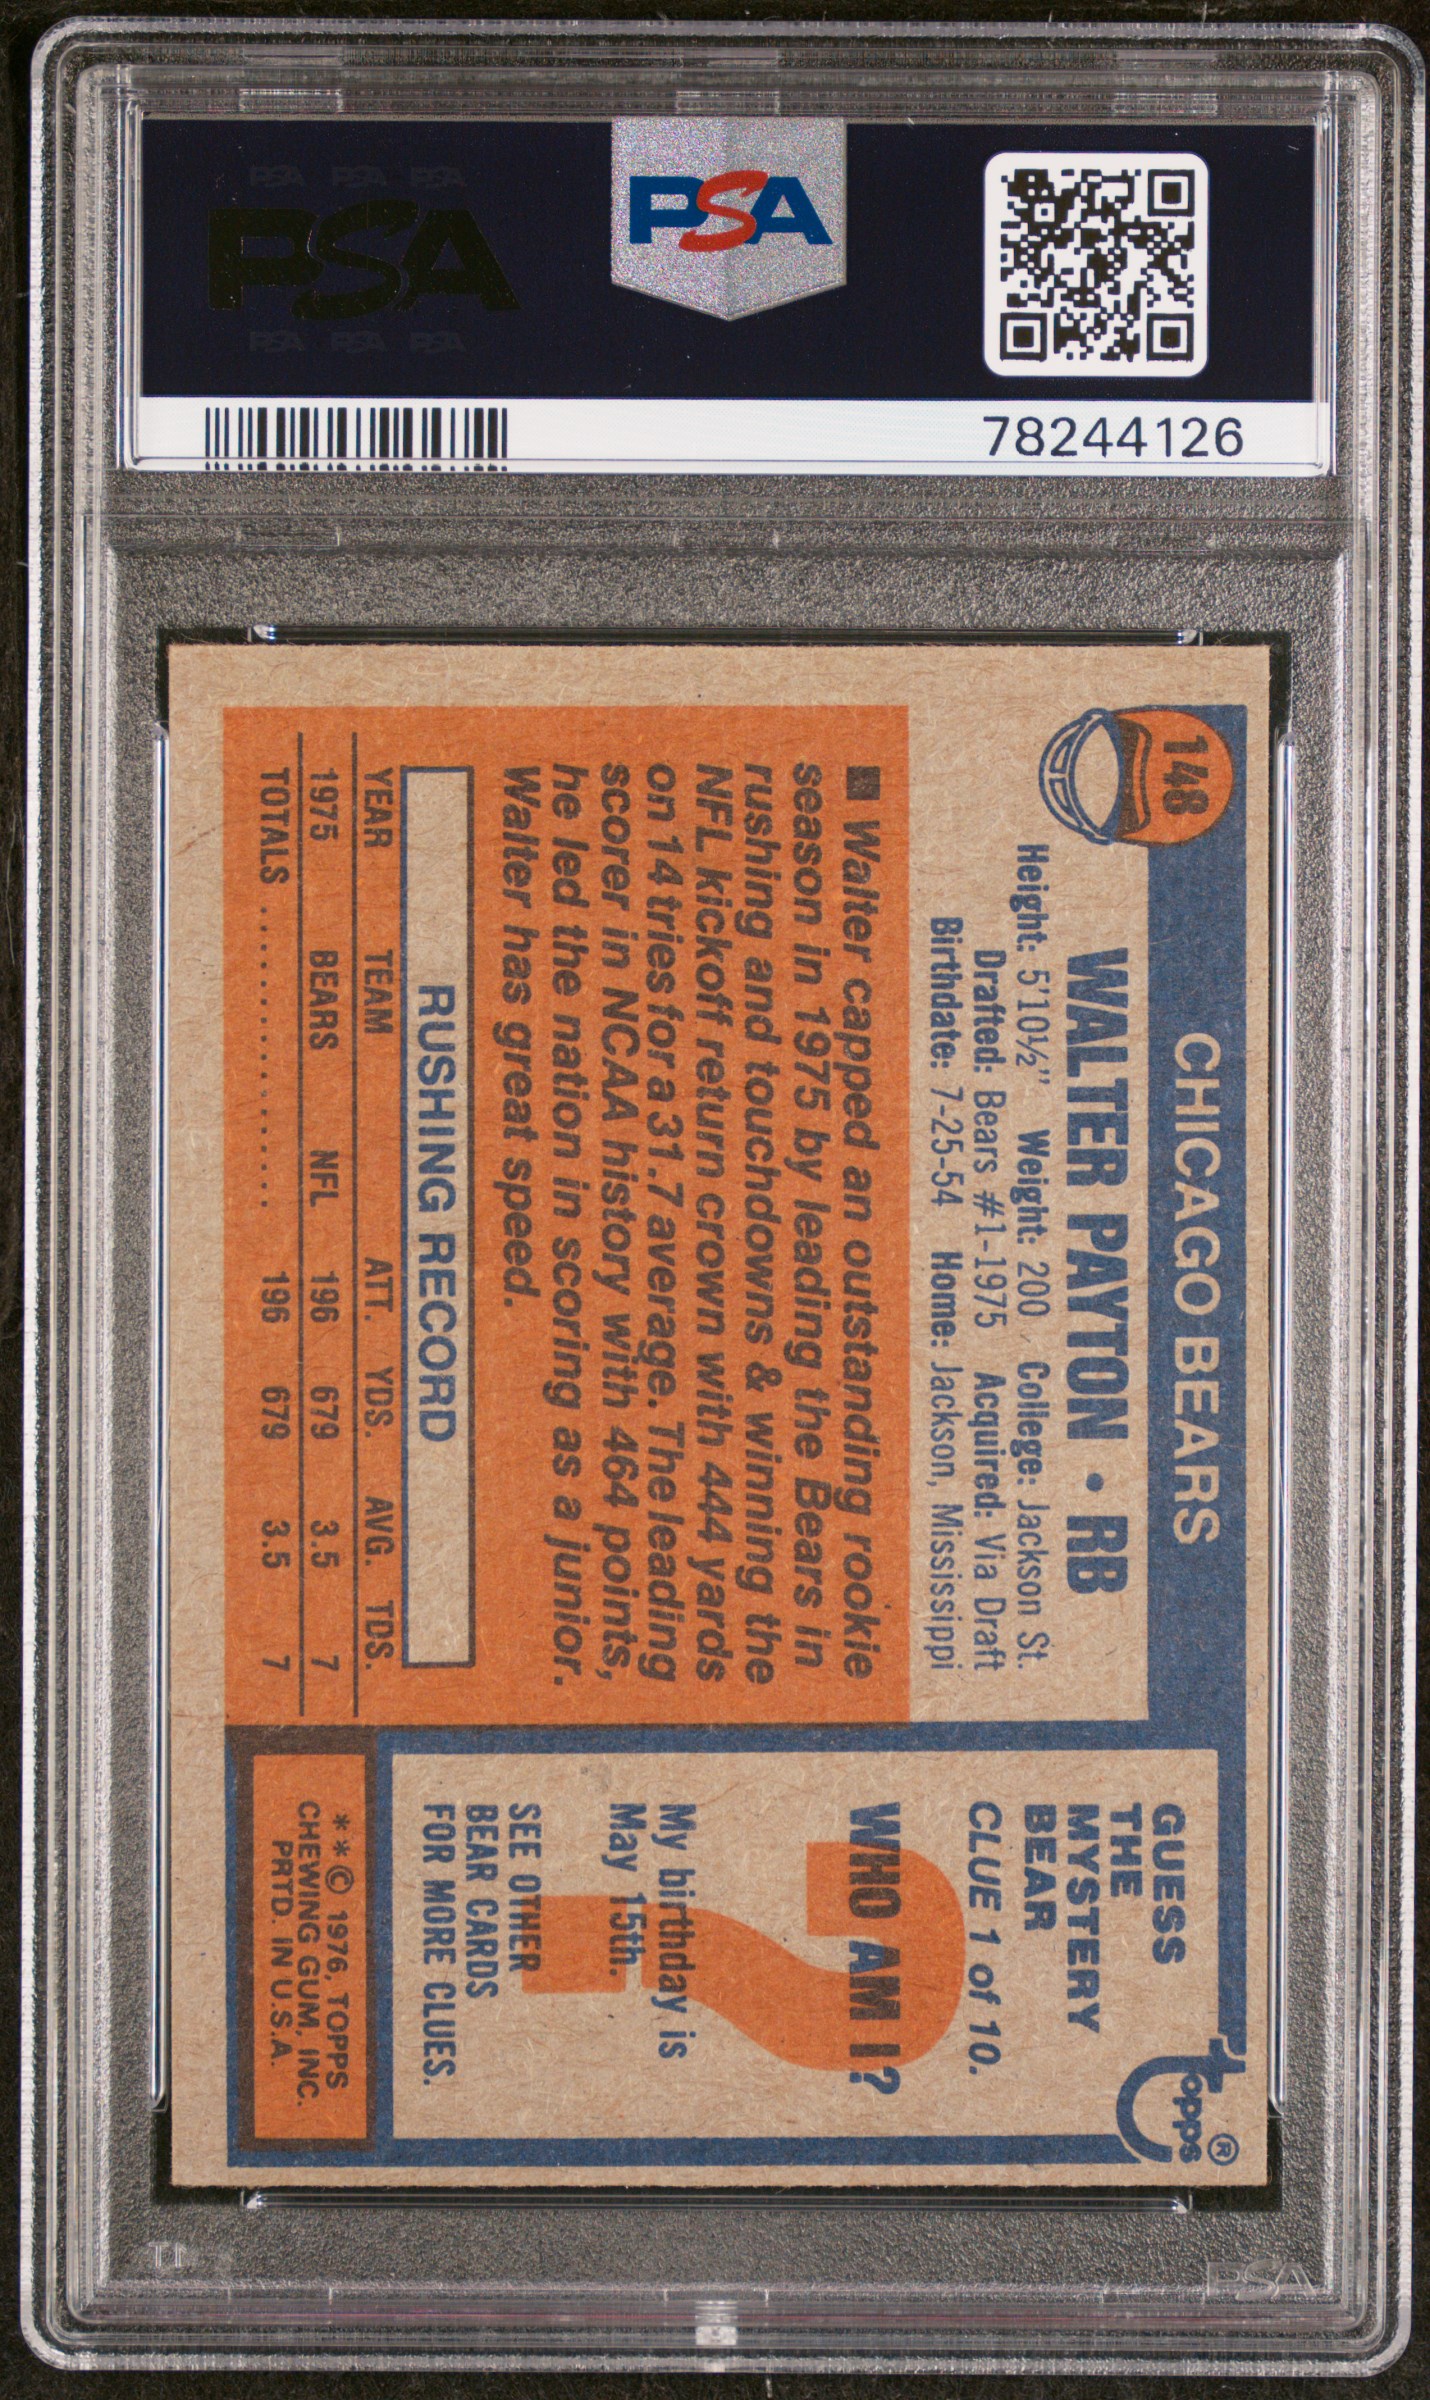 PSA PSA PSA
PSA
PSA PSA PSA
PSA
78244126
148
CHICAGO BEARS
WALTER PAYTON • RB
Height: 5'10½" Weight: 200 College: Jackson St.
Drafted: Bears #1-1975 Acquired: Via Draft
Birthdate: 7-25-54 Home: Jackson, Mississippi
■ Walter capped an outstanding rookie
season in 1975 by leading the Bears in
rushing and touchdowns & winning the
NFL kickoff return crown with 444 yards
on 14 tries for a 31.7 average. The leading
scorer in NCAA history with 464 points,
he led the nation in scoring as a junior.
Walter has great speed.
RUSHING RECORD
YEAR TEAM ATT. YDS. AVG. TDS.
1975 BEARS NFL 196 679 3.5 7
TOTALS .................. 196 679 3.5 7
topps®
GUESS
THE
MYSTERY
BEAR
CLUE 1 of 10.
WHO AM I?
My birthday is
May 15th.
SEE OTHER
BEAR CARDS
FOR MORE CLUES.
**© 1976, TOPPS
CHEWING GUM, INC.
PRTD. IN U.S.A.
PSA